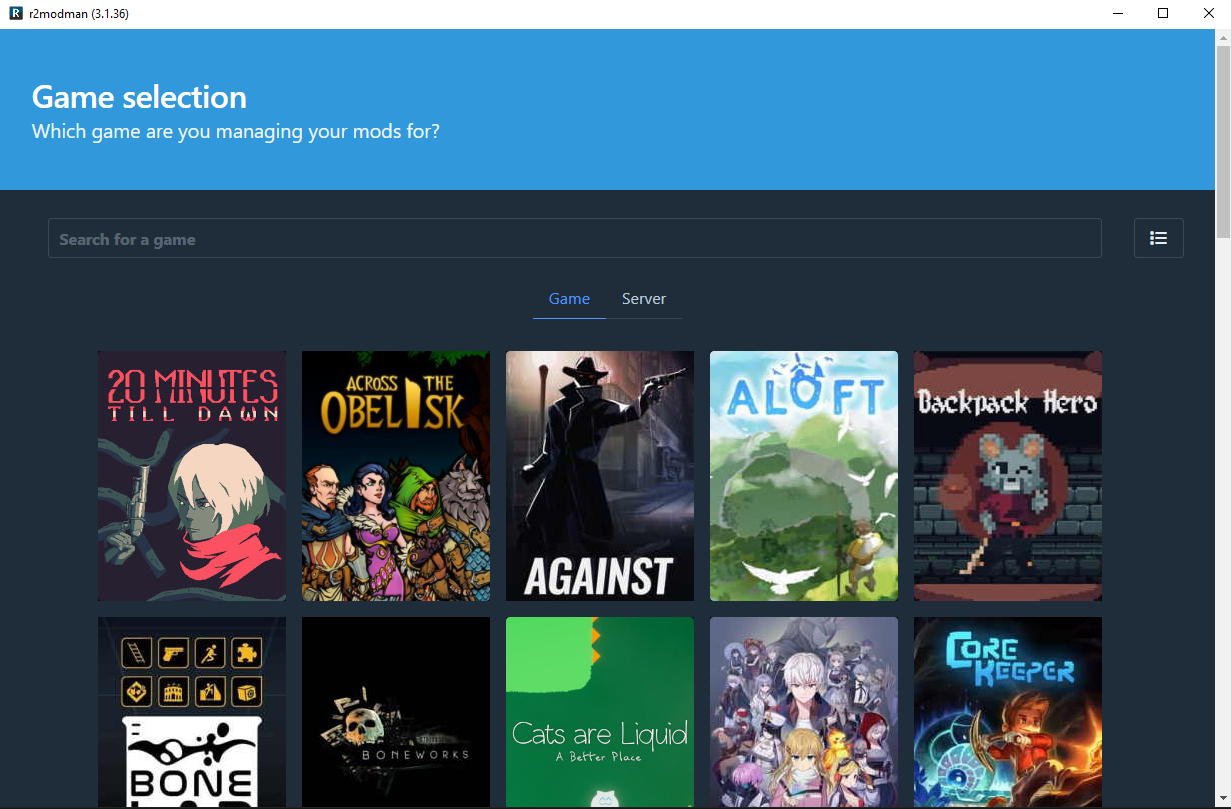 r2modman (3.1.36)
Game selection
Which game are you managing your mods for?
Search for a game
Game
Server
20 MINUTES
TILL DAWN
ACROSS THE
OBELISK
AGAINST
ALOFT
Backpack Hero
BONE
LAB
BONEWORKS
Cats are Liquid
A Better Place
CORE
KEEPER